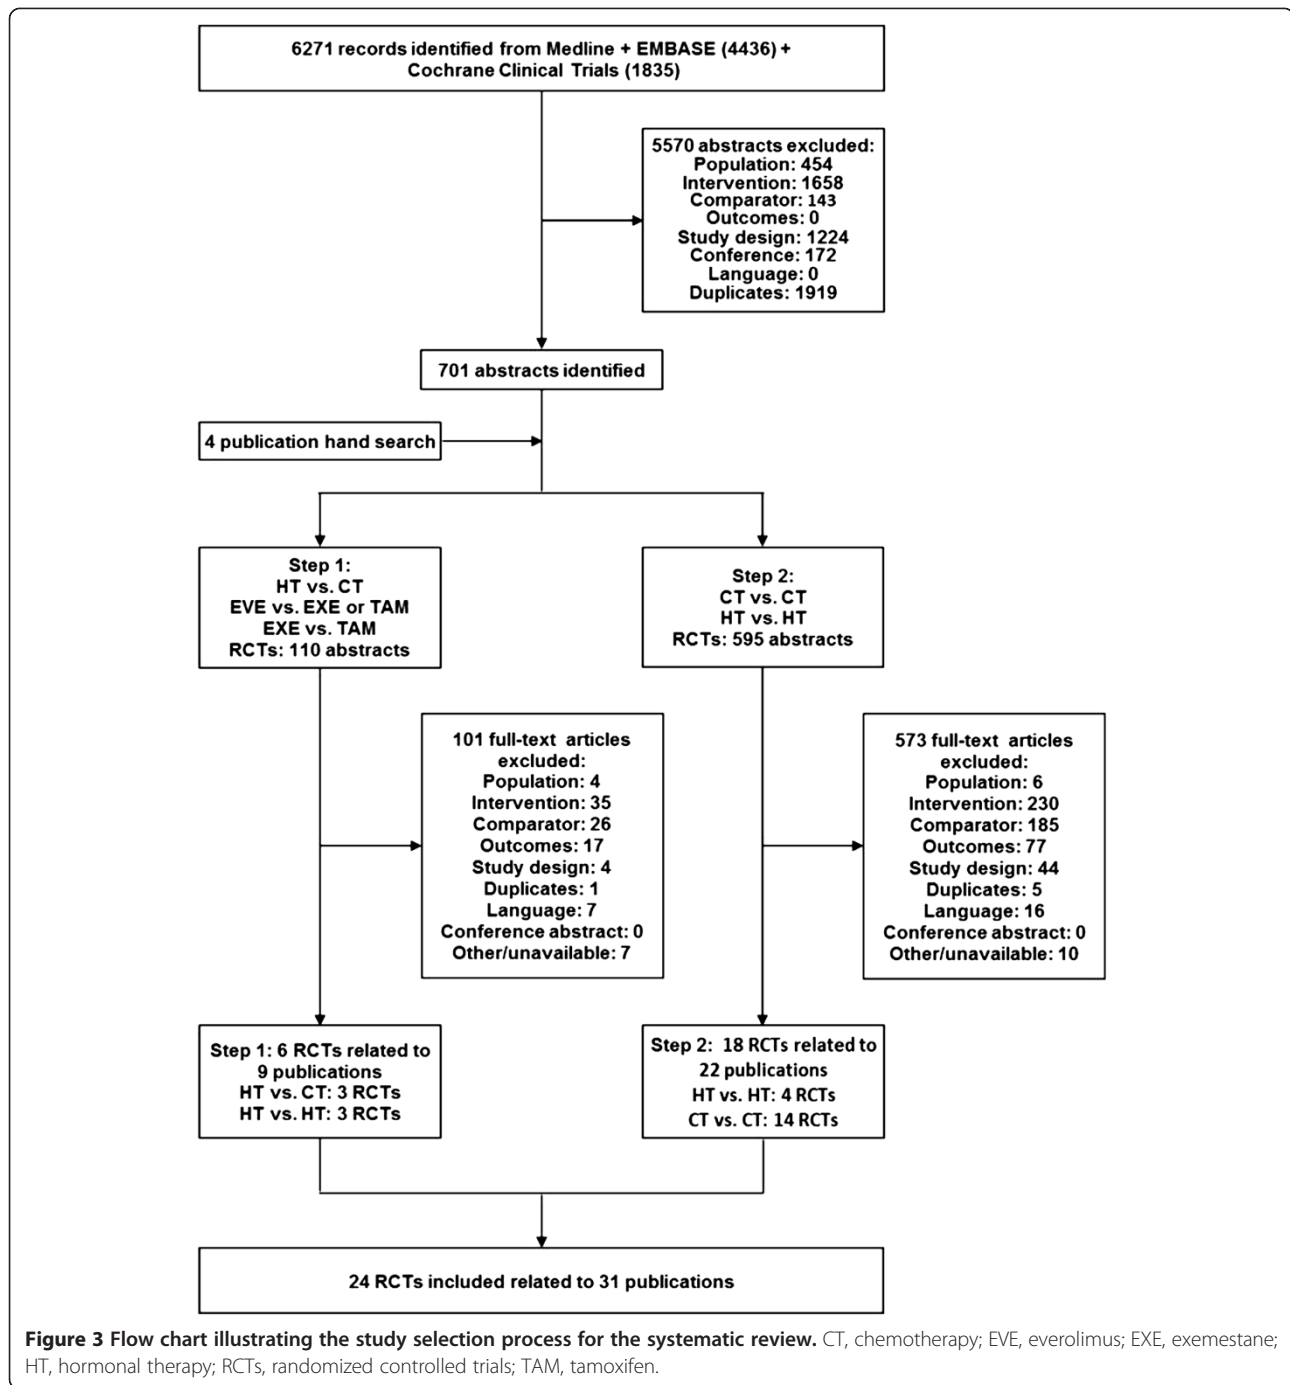 6271 records identified from Medline + EMBASE (4436) +
Cochrane Clinical Trials (1835)
5570 abstracts excluded:
Population: 454
Intervention: 1658
Comparator: 143
Outcomes: 0
Study design: 1224
Conference: 172
Language: 0
Duplicates: 1919
701 abstracts identified
4 publication hand search
Step 1:
HT vs. CT
EVE vs. EXE or TAM
EXE vs. TAM
RCTs: 110 abstracts
Step 2:
CT vs. CT
HT vs. HT
RCTs: 595 abstracts
101 full-text articles
excluded:
Population: 4
Intervention: 35
Comparator: 26
Outcomes: 17
Study design: 4
Duplicates: 1
Language: 7
Conference abstract: 0
Other/unavailable: 7
573 full-text articles
excluded:
Population: 6
Intervention: 230
Comparator: 185
Outcomes: 77
Study design: 44
Duplicates: 5
Language: 16
Conference abstract: 0
Other/unavailable: 10
Step 1: 6 RCTs related to
9 publications
HT vs. CT: 3 RCTs
HT vs. HT: 3 RCTs
Step 2: 18 RCTs related to
22 publications
HT vs. HT: 4 RCTs
CT vs. CT: 14 RCTs
24 RCTs included related to 31 publications
Figure 3 Flow chart illustrating the study selection process for the systematic review. CT, chemotherapy; EVE, everolimus; EXE, exemestane;
HT, hormonal therapy; RCTs, randomized controlled trials; TAM, tamoxifen.